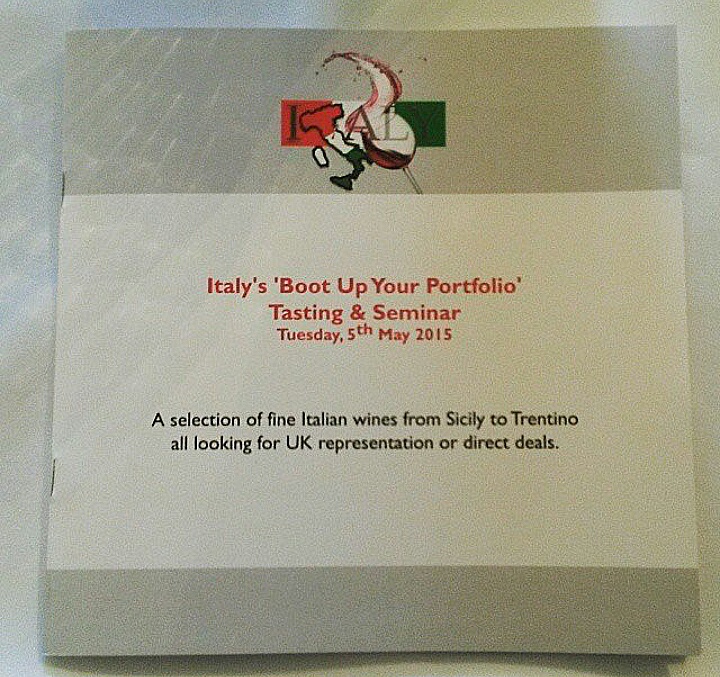 ITALY
Italy's 'Boot Up Your Portfolio'
Tasting & Seminar
Tuesday, 5th May 2015
A selection of fine Italian wines from Sicily to Trentino
all looking for UK representation or direct deals.